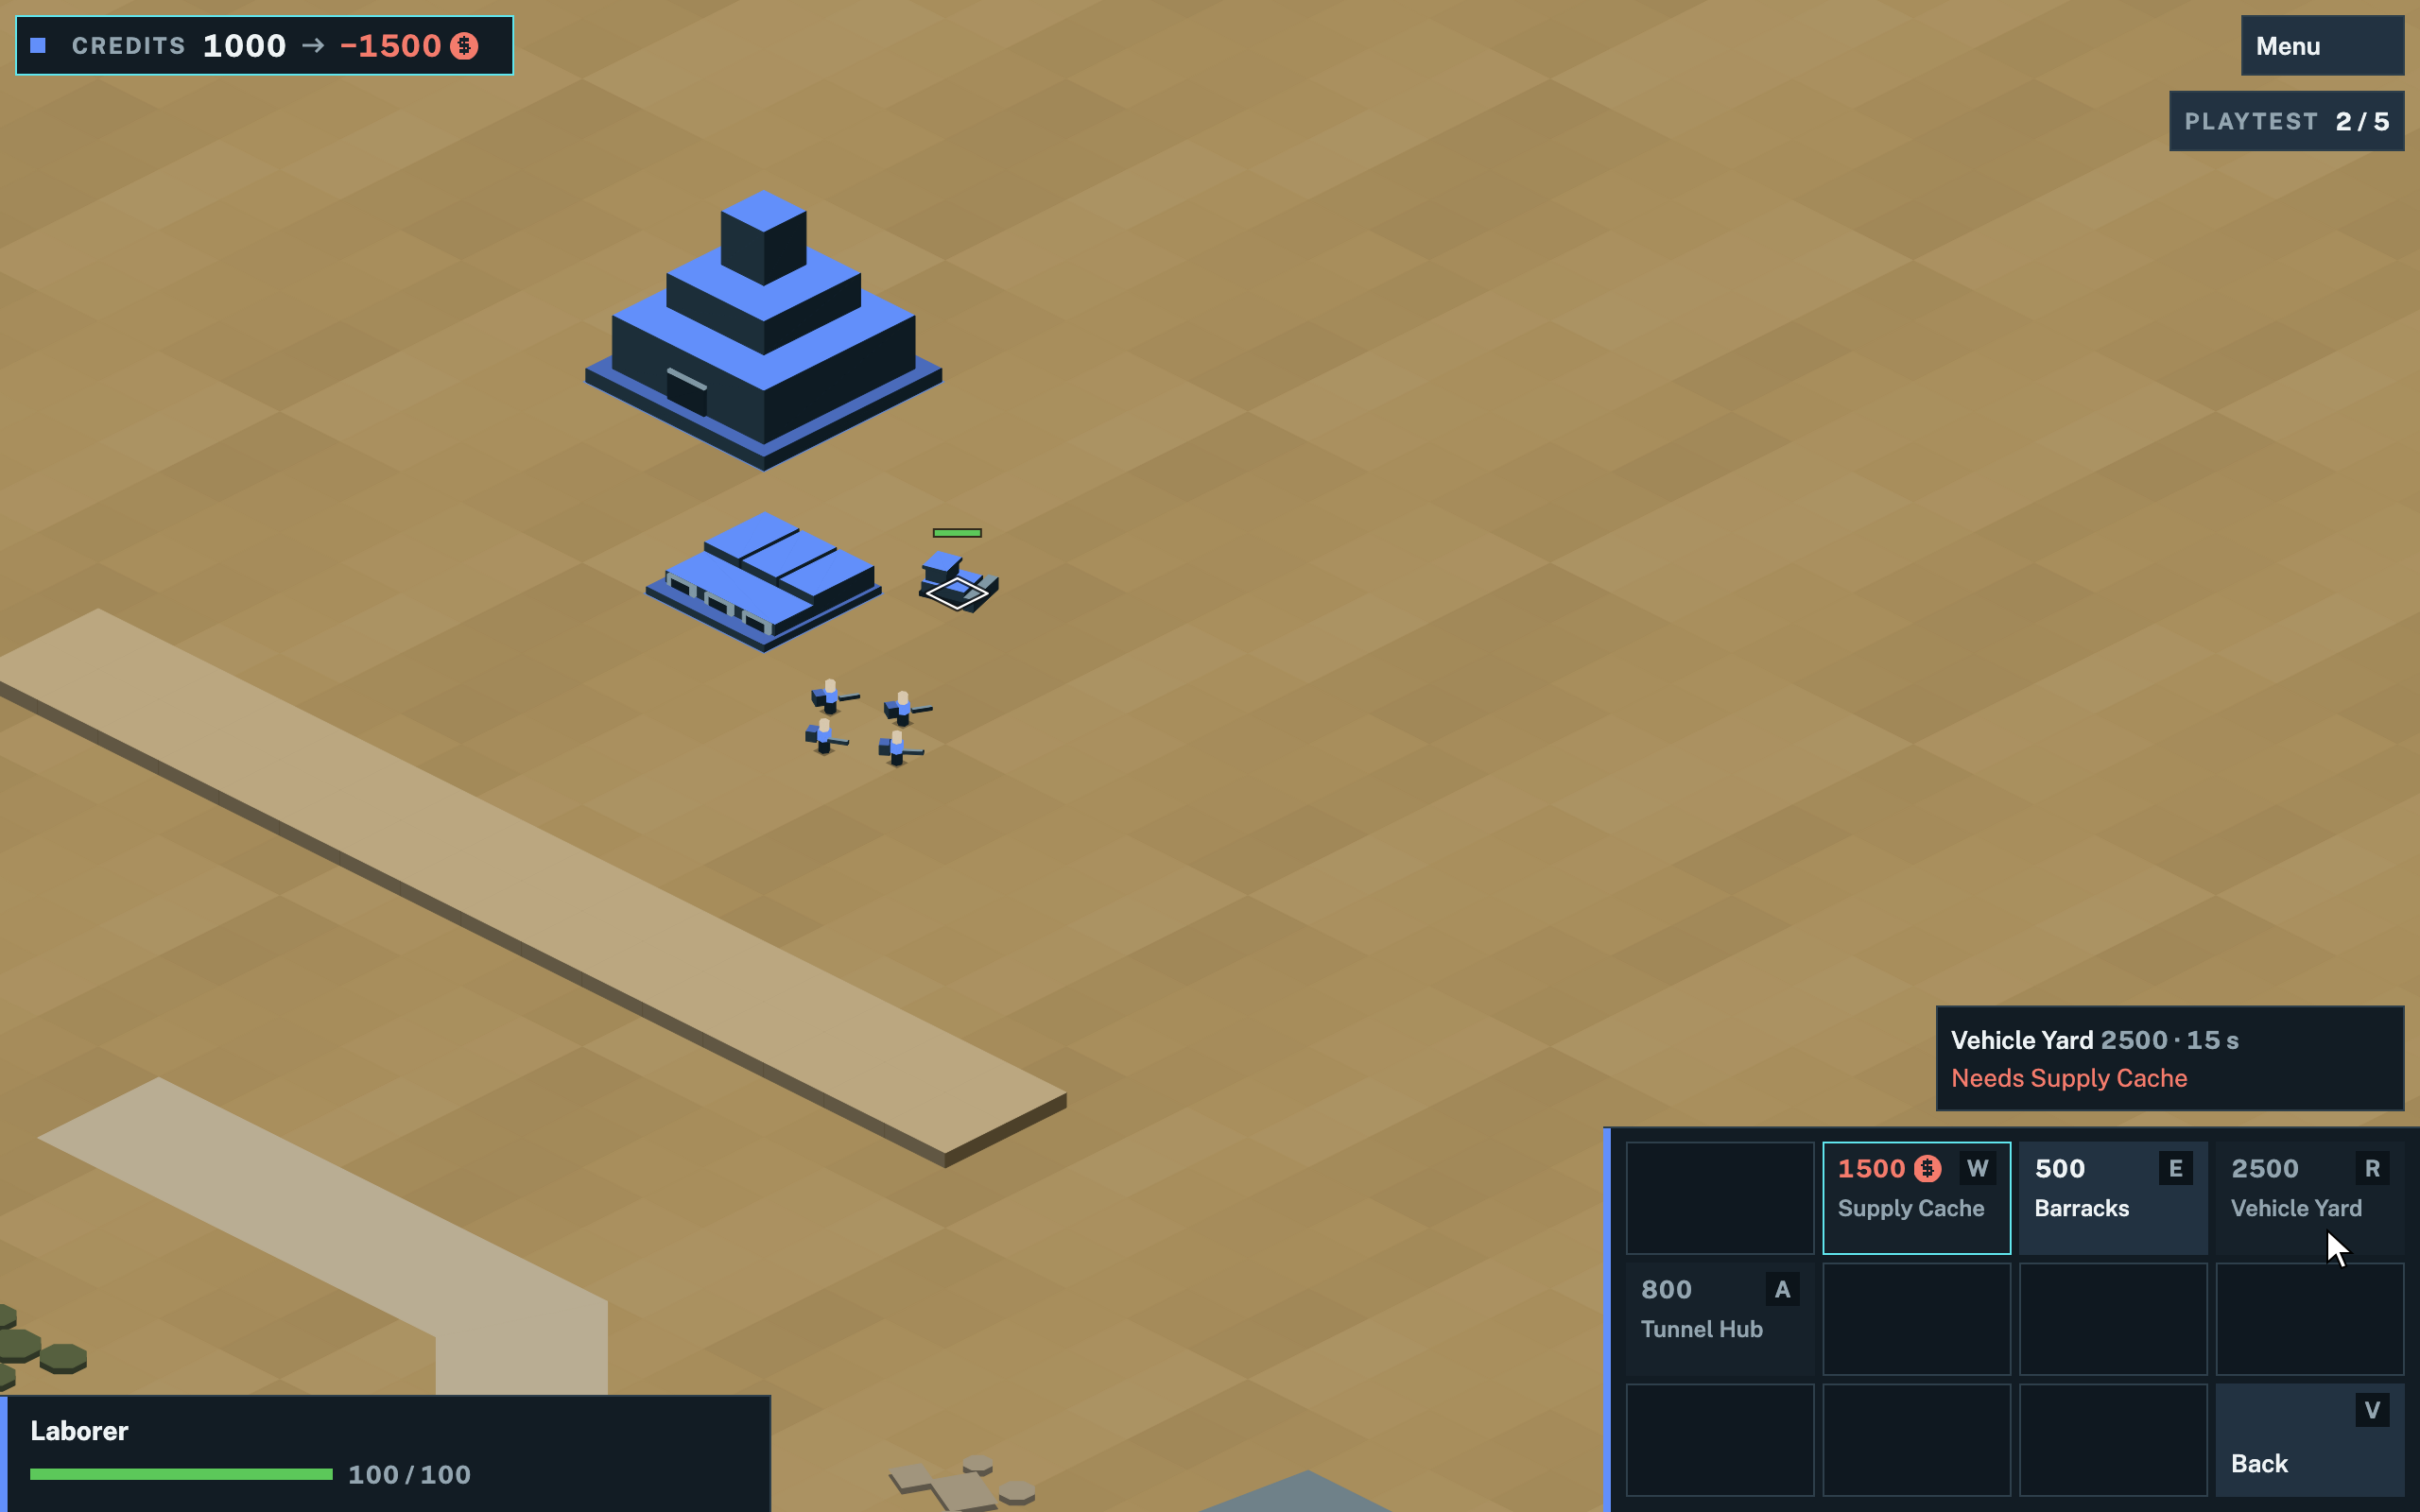 CREDITS 1000 → −1500
Menu
PLAYTEST 2 / 5
Vehicle Yard 2500 · 15 s
Needs Supply Cache
1500 W
Supply Cache
500 E
Barracks
2500 R
Vehicle Yard
800 A
Tunnel Hub
V
Back
Laborer
100 / 100